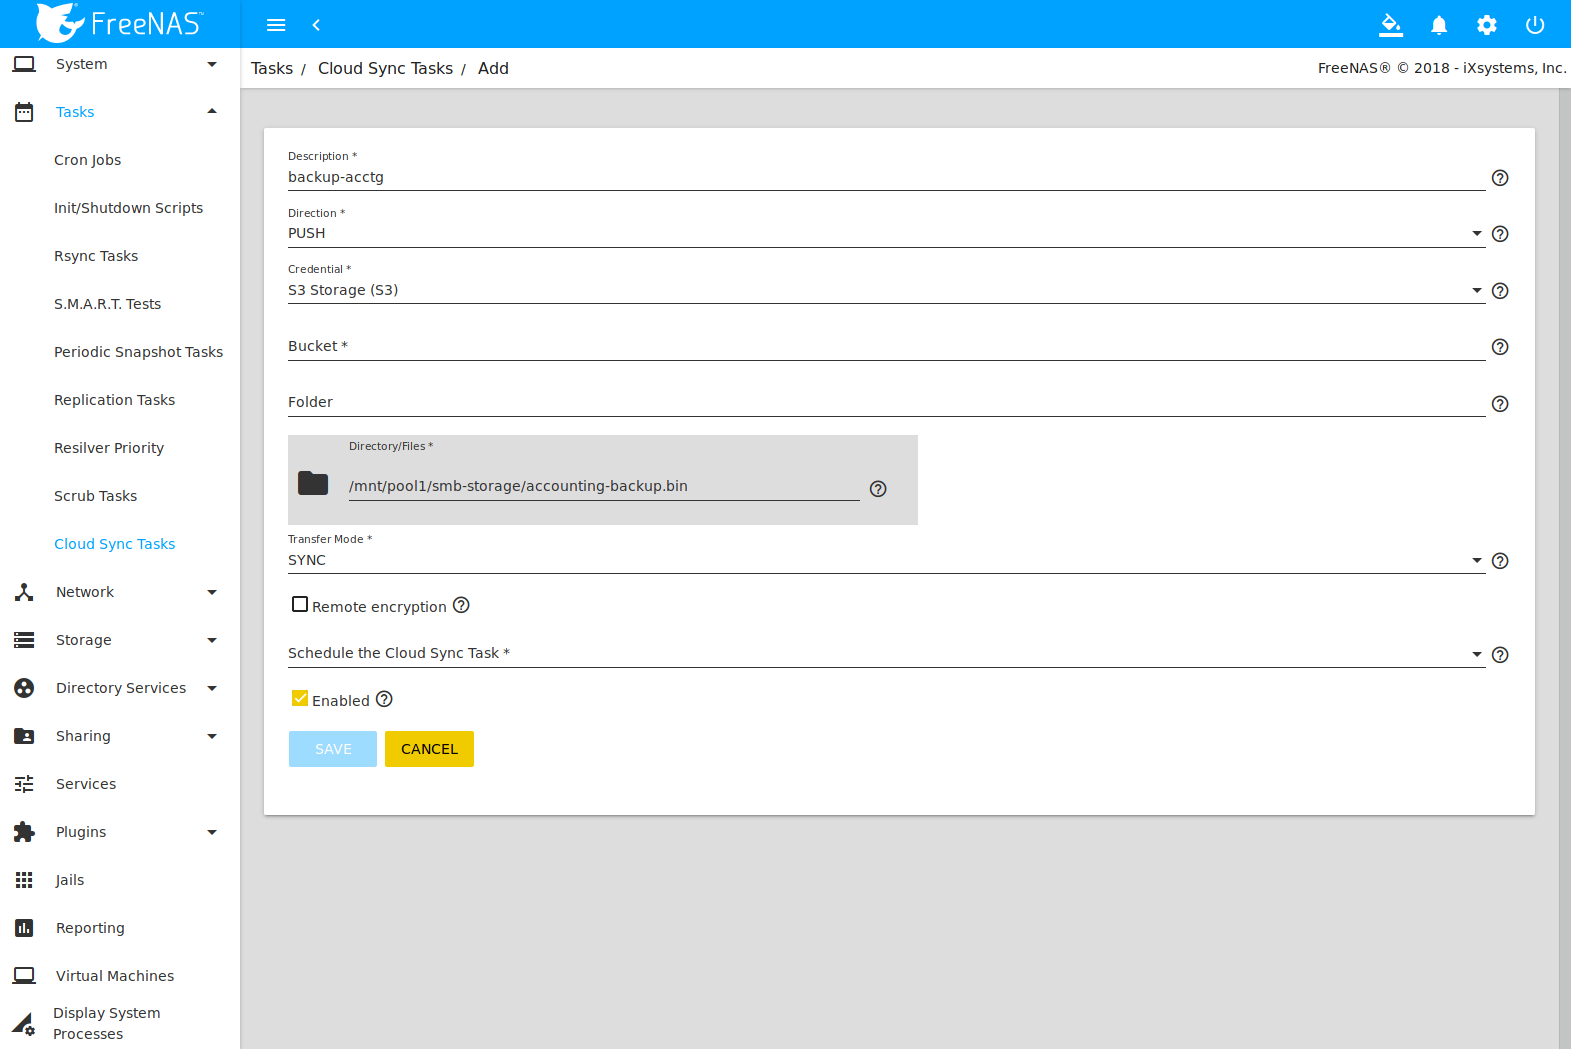 FreeNAS™
System
Tasks
Cron Jobs
Init/Shutdown Scripts
Rsync Tasks
S.M.A.R.T. Tests
Periodic Snapshot Tasks
Replication Tasks
Resilver Priority
Scrub Tasks
Cloud Sync Tasks
Network
Storage
Directory Services
Sharing
Services
Plugins
Jails
Reporting
Virtual Machines
Display System
Processes
Tasks / Cloud Sync Tasks / Add
FreeNAS® © 2018 - iXsystems, Inc.
Description *
backup-acctg
Direction *
PUSH
Credential *
S3 Storage (S3)
Bucket *
Folder
Directory/Files *
/mnt/pool1/smb-storage/accounting-backup.bin
Transfer Mode *
SYNC
Remote encryption
Schedule the Cloud Sync Task *
Enabled
SAVE CANCEL